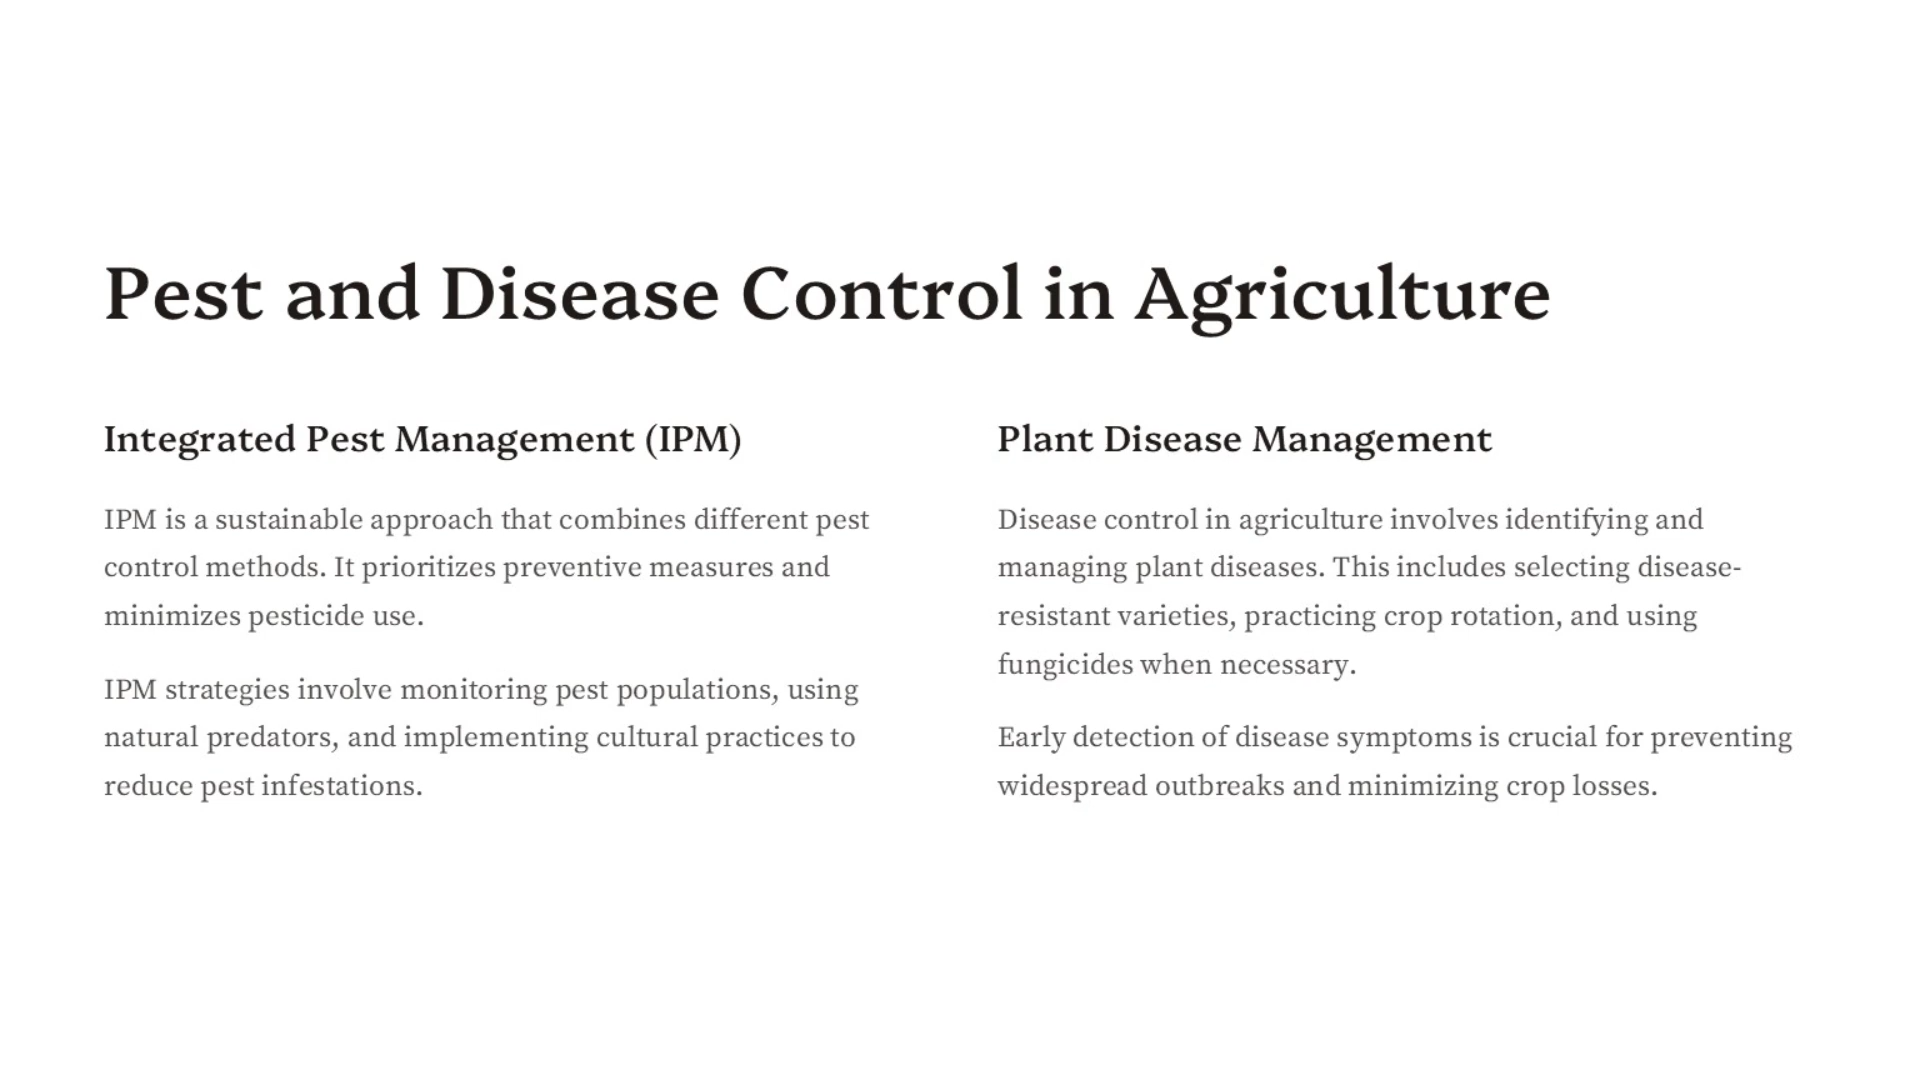 Pest and Disease Control in Agriculture
Integrated Pest Management (IPM)
IPM is a sustainable approach that combines different pest
control methods. It prioritizes preventive measures and
minimizes pesticide use.
IPM strategies involve monitoring pest populations, using
natural predators, and implementing cultural practices to
reduce pest infestations.
Plant Disease Management
Disease control in agriculture involves identifying and
managing plant diseases. This includes selecting disease-
resistant varieties, practicing crop rotation, and using
fungicides when necessary.
Early detection of disease symptoms is crucial for preventing
widespread outbreaks and minimizing crop losses.